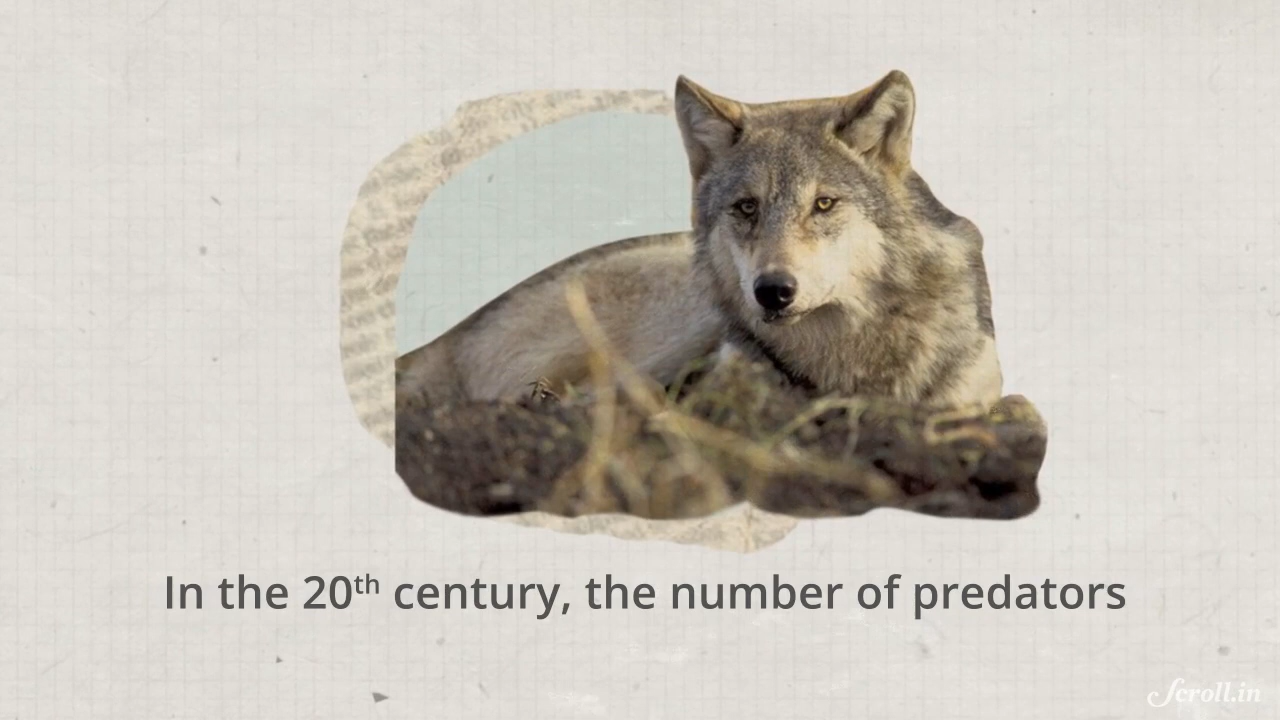 In the 20th century, the number of predators
Scroll.in